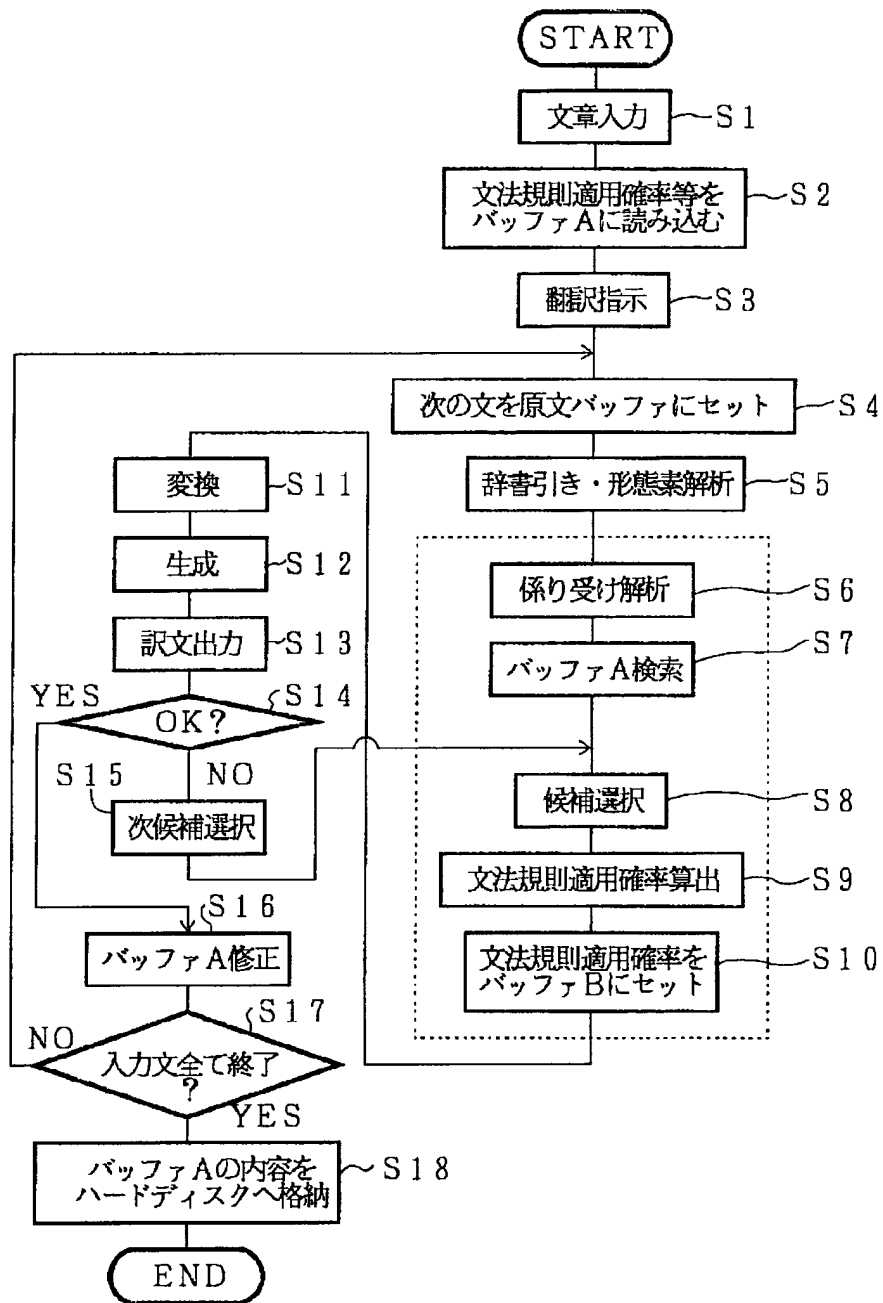 START
文章入力
S1
文法規則適用確率等を
バッファAに読み込む
S2
翻訳指示
S3
次の文を原文バッファにセット
S4
辞書引き・形態素解析
S5
係り受け解析
S6
バッファA検索
S7
候補選択
S8
文法規則適用確率算出
S9
文法規則適用確率を
バッファBにセット
S10
変換
S11
生成
S12
訳文出力
S13
YES
OK?
S14
NO
S15
次候補選択
S16
バッファA修正
S17
NO
入力文全て終了
?
YES
バッファAの内容を
ハードディスクへ格納
S18
END